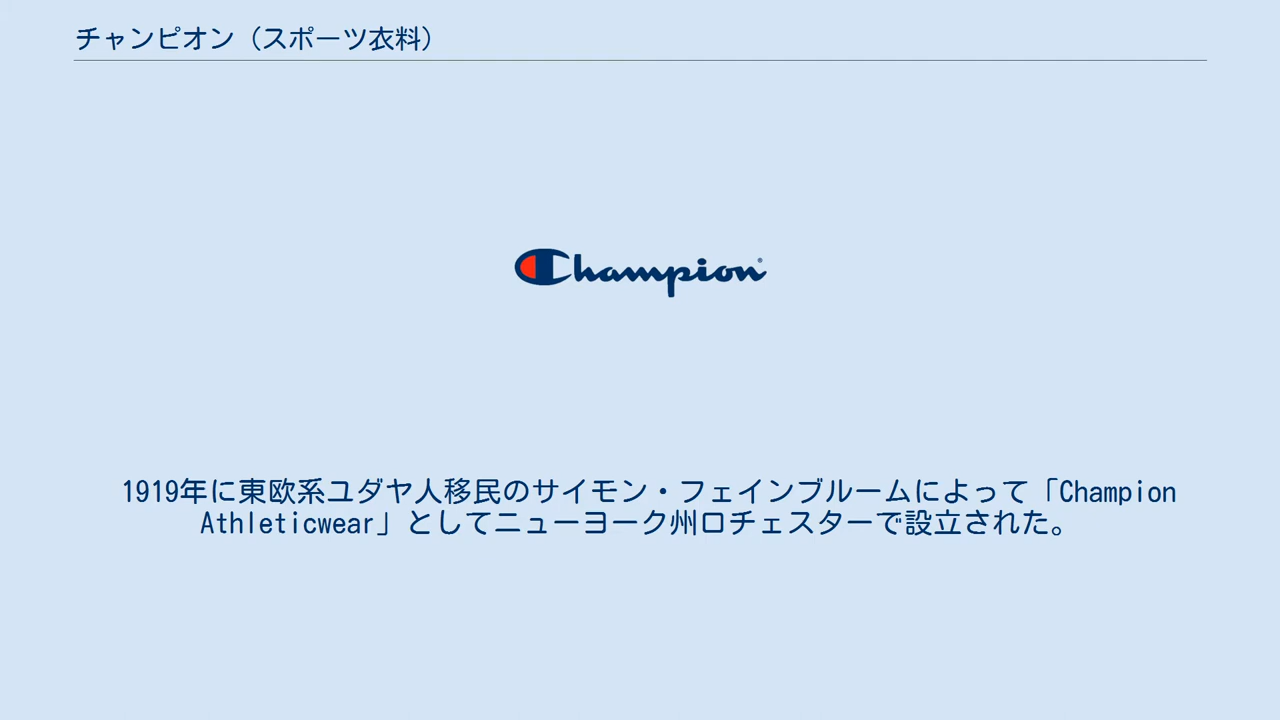 チャンピオン（スポーツ衣料）
Champion
1919年に東欧系ユダヤ人移民のサイモン・フェインブルームによって「Champion
Athleticwear」としてニューヨーク州ロチェスターで設立された。